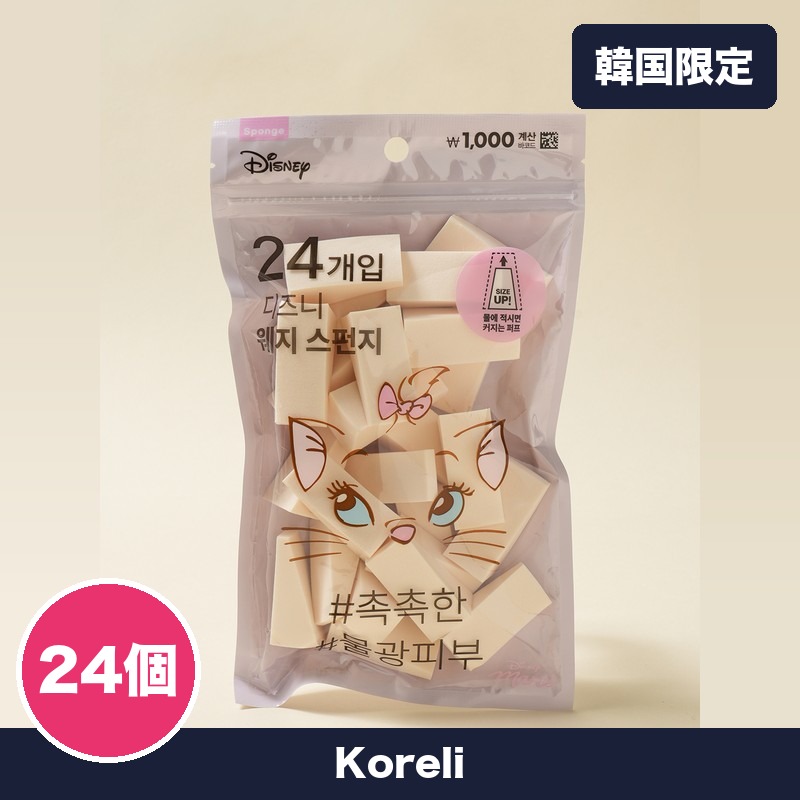 韓国限定
Sponge
Disney
₩1,000 계산
바코드
24개입
디즈니
웨지 스펀지
SIZE
UP!
물에 적시면
커지는 퍼프
#촉촉한
#물광피부
24個
Koreli